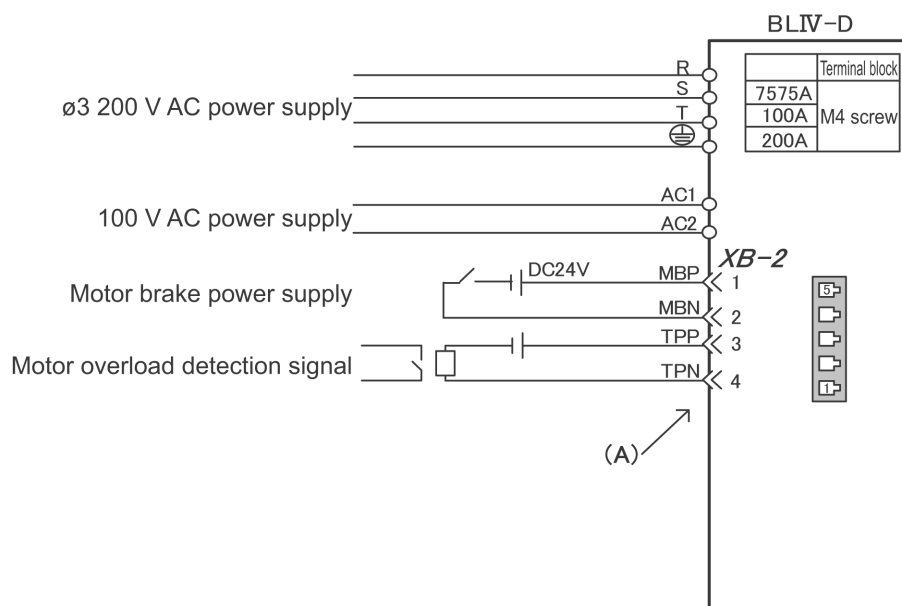 BLⅣ-D
Terminal block
7575A
100A
200A
M4 screw
R
S
T
ø3 200 V AC power supply
AC1
AC2
100 V AC power supply
XB-2
DC24V
MBP
1
MBN
2
Motor brake power supply
TPP
3
TPN
4
Motor overload detection signal
5
1
(A)